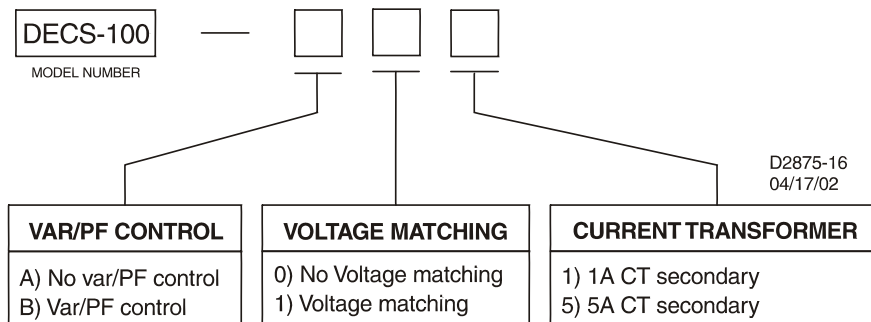 DECS-100
MODEL NUMBER
D2875-16
04/17/02
VAR/PF CONTROL
A) No var/PF control
B) Var/PF control
VOLTAGE MATCHING
0) No Voltage matching
1) Voltage matching
CURRENT TRANSFORMER
1) 1A CT secondary
5) 5A CT secondary